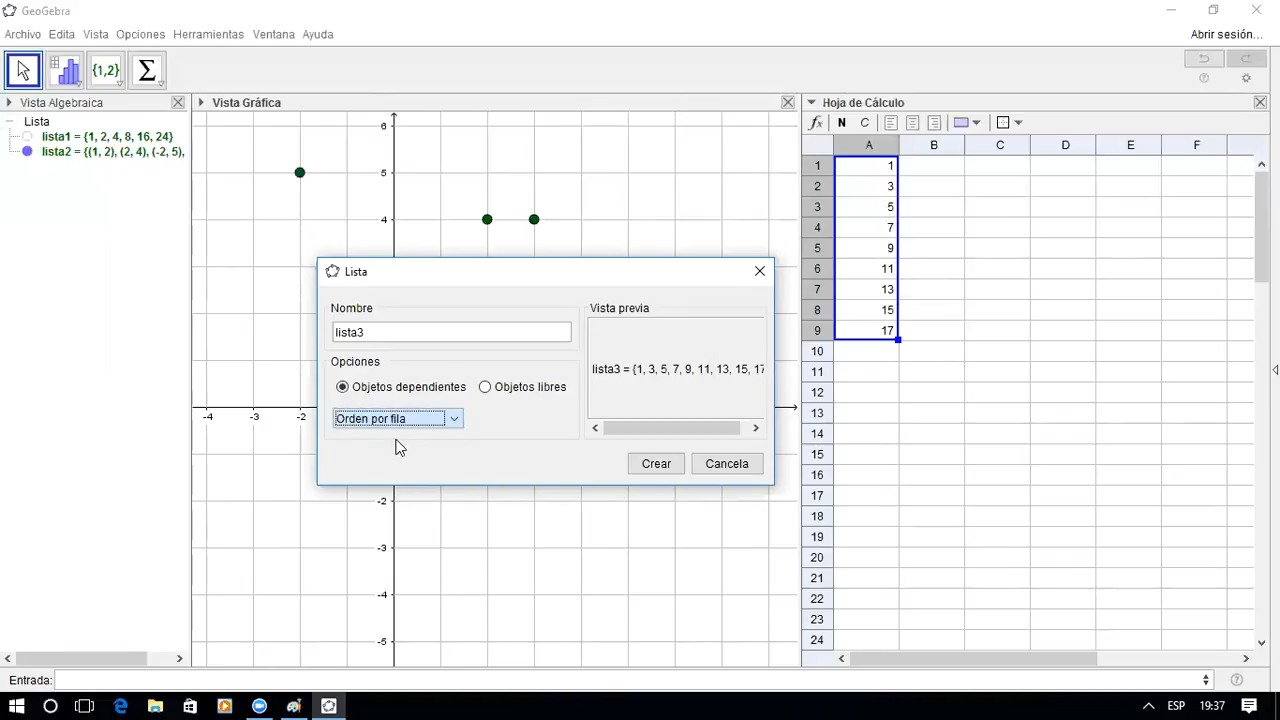 GeoGebra
Archivo Edita Vista Opciones Herramientas Ventana Ayuda
Abrir sesión...
{1,2} Σ
Vista Algebraica
Vista Gráfica
Hoja de Cálculo
Lista
lista1 = {1, 2, 4, 8, 16, 24}
lista2 = {(1, 2), (2, 4), (-2, 5),
6
5
4
-4 -3 -2
-2
-3
-4
-5
fx N C
A B C D E F
1 1
2 3
3 5
4 7
5 9
6 11
7 13
8 15
9 17
10
11
12
13
14
15
16
17
18
19
20
21
22
23
24
Lista
Nombre
lista3
Opciones
Objetos dependientes Objetos libres
Orden por fila
Vista previa
lista3 = {1, 3, 5, 7, 9, 11, 13, 15, 17
Crear Cancela
Entrada:
ESP 19:37